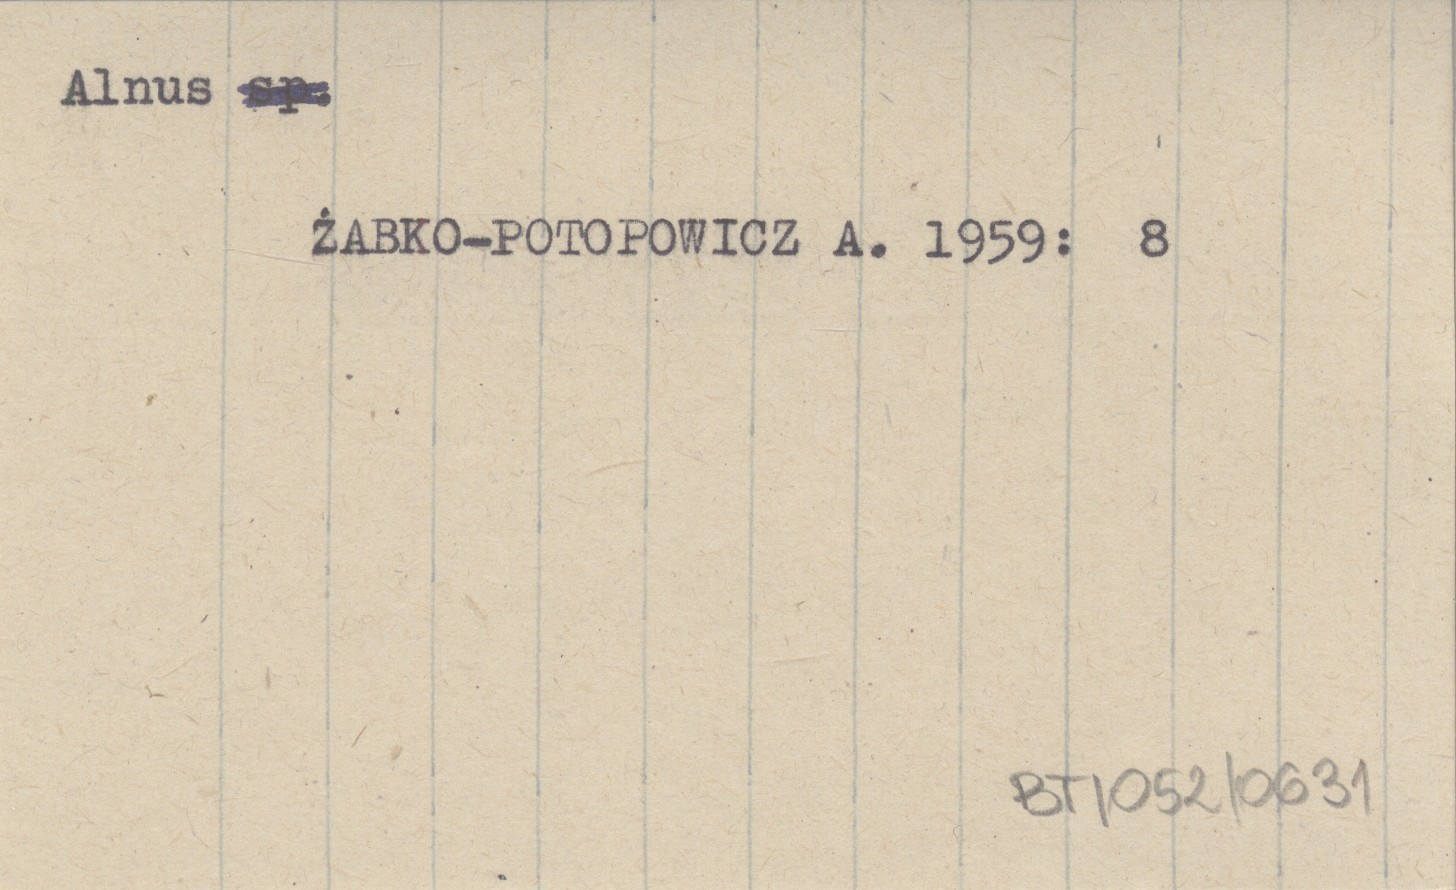 Alnus sp.
ŻABKO-POTOPOWICZ A. 1959: 8
BT/052/0631